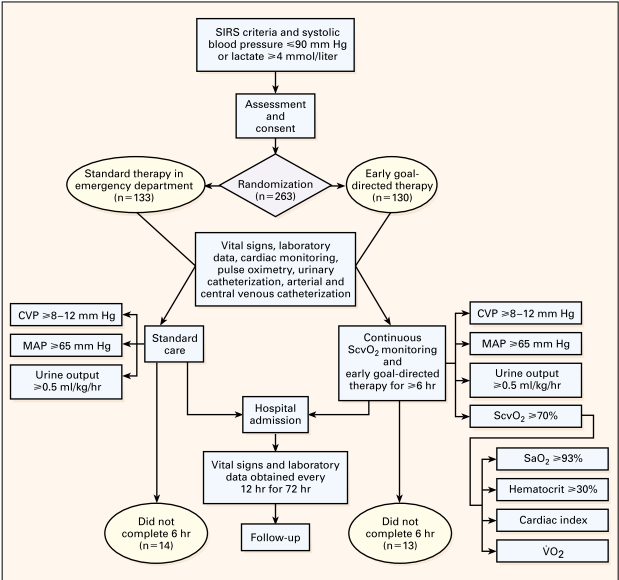 SIRS criteria and systolic
blood pressure ≤90 mm Hg
or lactate ≥4 mmol/liter
Assessment
and
consent
Standard therapy in
emergency department
(n=133)
Randomization
(n=263)
Early goal-
directed therapy
(n=130)
Vital signs, laboratory
data, cardiac monitoring,
pulse oximetry, urinary
catheterization, arterial and
central venous catheterization
CVP ≥8–12 mm Hg
MAP ≥65 mm Hg
Urine output
≥0.5 ml/kg/hr
Standard
care
Continuous
ScvO₂ monitoring
and
early goal-directed
therapy for ≥6 hr
CVP ≥8–12 mm Hg
MAP ≥65 mm Hg
Urine output
≥0.5 ml/kg/hr
ScvO₂ ≥70%
SaO₂ ≥93%
Hematocrit ≥30%
Cardiac index
V̇O₂
Hospital
admission
Vital signs and laboratory
data obtained every
12 hr for 72 hr
Did not
complete 6 hr
(n=14)
Follow-up
Did not
complete 6 hr
(n=13)